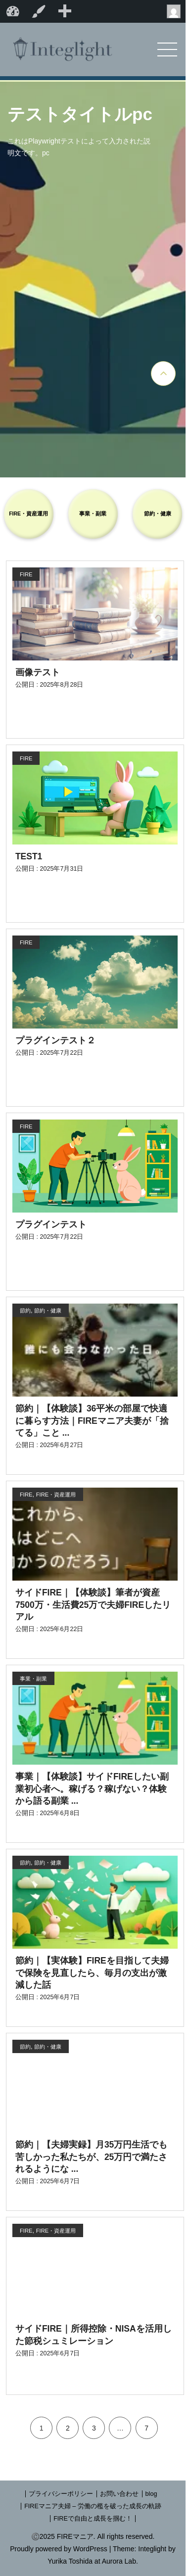 Integlight
テストタイトルpc
これはPlaywrightテストによって入力された説
明文です。pc
FIRE・資産運用
事業・副業
節約・健康
FIRE
画像テスト
公開日 : 2025年8月28日
FIRE
TEST1
公開日 : 2025年7月31日
FIRE
プラグインテスト２
公開日 : 2025年7月22日
FIRE
プラグインテスト
公開日 : 2025年7月22日
節約, 節約・健康
誰にも会わなかった日。
節約｜【体験談】36平米の部屋で快適
に暮らす方法｜FIREマニア夫妻が「捨
てる」こと ...
公開日 : 2025年6月27日
FIRE, FIRE・資産運用
これから、
はどこへ
向かうのだろう」
サイドFIRE｜【体験談】筆者が資産
7500万・生活費25万で夫婦FIREしたリ
アル
公開日 : 2025年6月22日
事業・副業
事業｜【体験談】サイドFIREしたい副
業初心者へ。稼げる？稼げない？体験
から語る副業 ...
公開日 : 2025年6月8日
節約, 節約・健康
節約｜【実体験】FIREを目指して夫婦
で保険を見直したら、毎月の支出が激
減した話
公開日 : 2025年6月7日
節約, 節約・健康
節約｜【夫婦実録】月35万円生活でも
苦しかった私たちが、25万円で満たさ
れるようにな ...
公開日 : 2025年6月7日
FIRE, FIRE・資産運用
サイドFIRE｜所得控除・NISAを活用し
た節税シュミレーション
公開日 : 2025年6月7日
1 2 3 … 7
| プライバシーポリシー | お問い合わせ | blog
| FIREマニア夫婦 – 労働の檻を破った成長の軌跡
| FIREで自由と成長を掴む！ |
©2025 FIREマニア. All rights reserved.
Proudly powered by WordPress | Theme: Integlight by
Yurika Toshida at Aurora Lab.